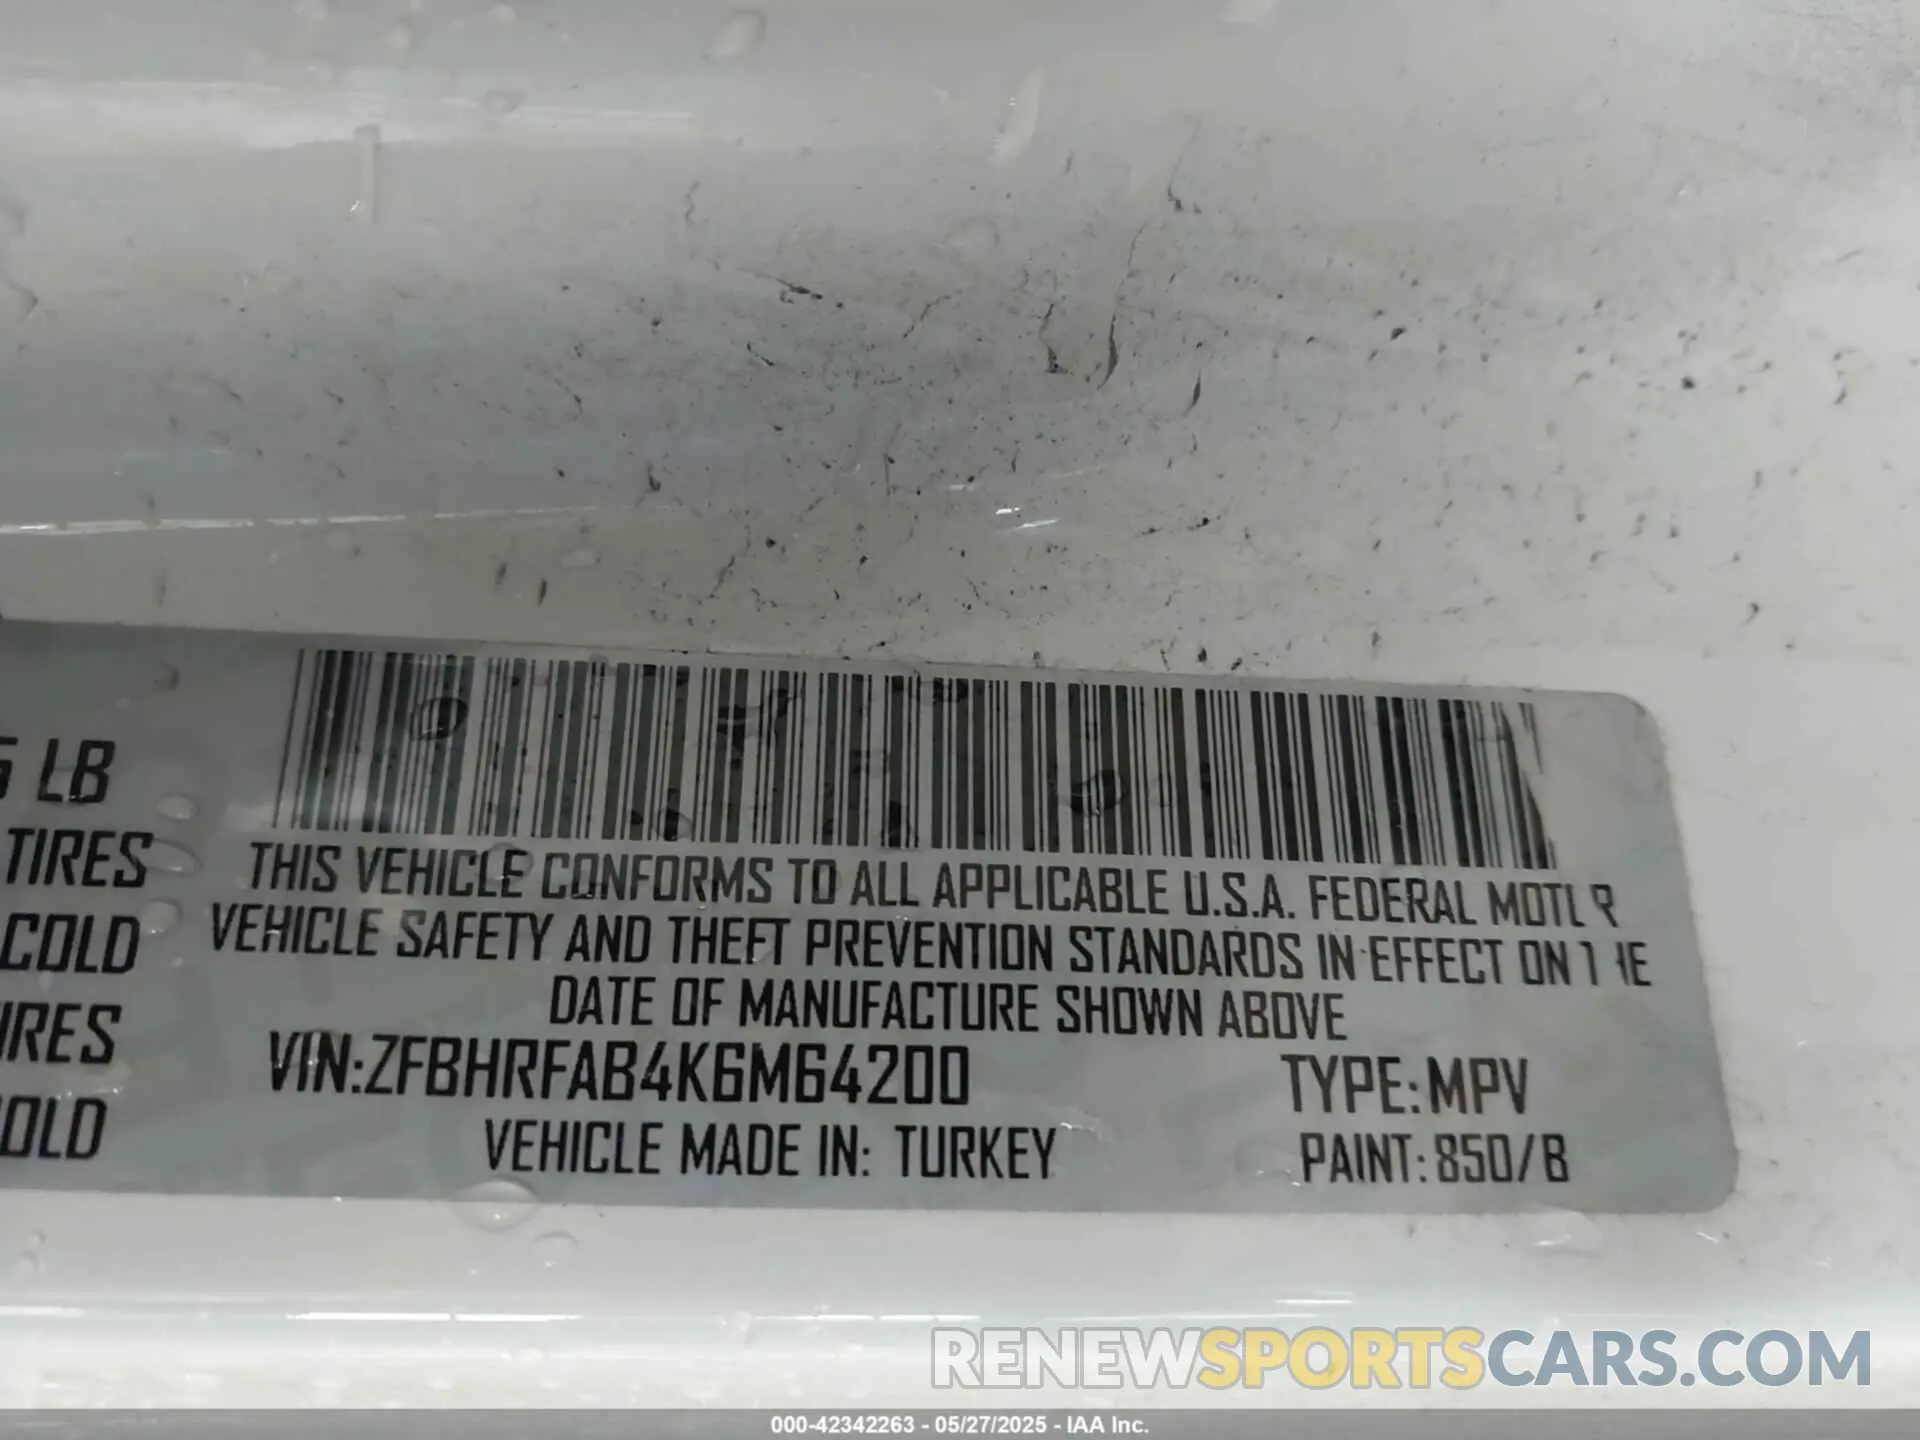 LB
TIRES
COLD
THIS VEHICLE CONFORMS TO ALL APPLICABLE U.S.A. FEDERAL MOTOR
VEHICLE SAFETY AND THEFT PREVENTION STANDARDS IN EFFECT ON THE
DATE OF MANUFACTURE SHOWN ABOVE
VIN:ZFBHRFAB4K6M64200
TYPE:MPV
VEHICLE MADE IN: TURKEY
PAINT:850/B
RENEWSPORTSCARS.COM
000-42342263 - 05/27/2025 - IAA Inc.